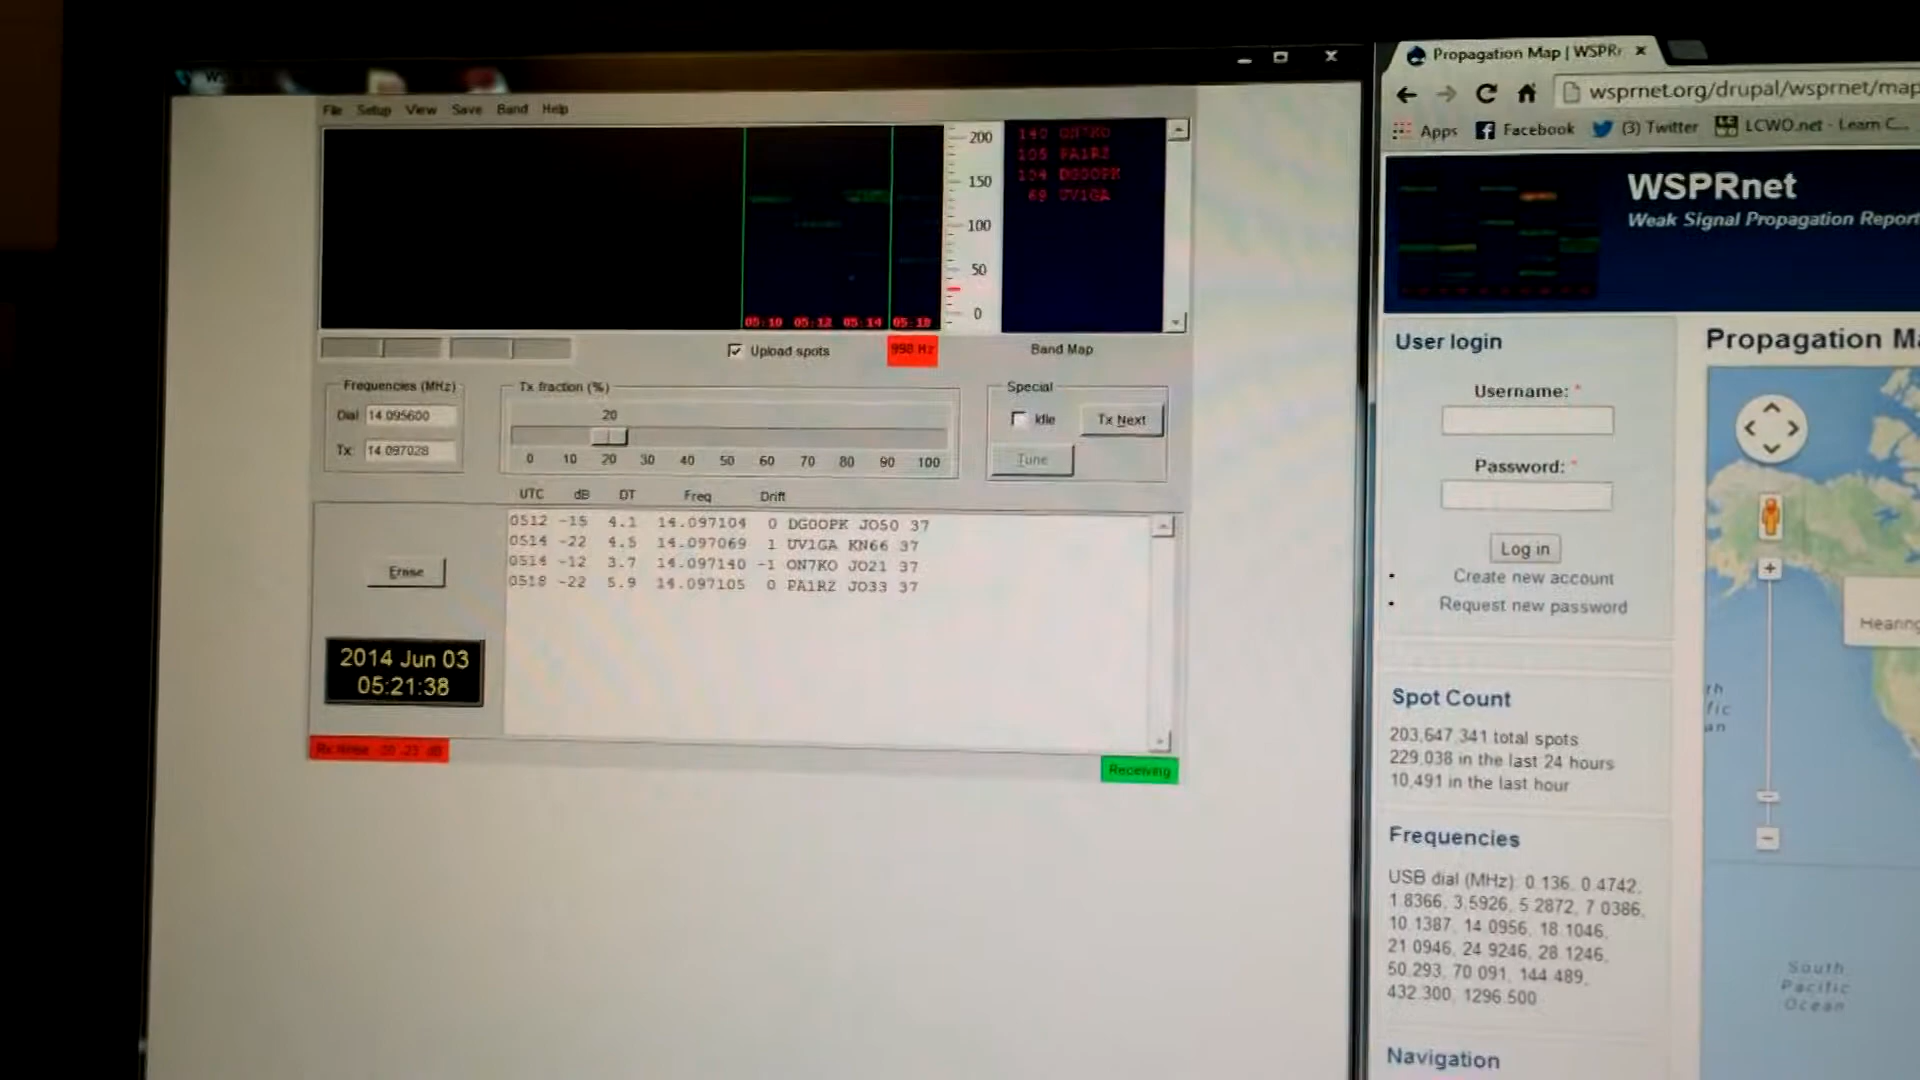 File Setup View Save Band Help
200
150
100
50
0
140 ON7KO
105 PA1RZ
104 DG0OPK
69 UV1GA
05:10 05:12 05:14 05:18
Upload spots
998 Hz
Band Map
Frequencies (MHz)
Dial: 14.095600
Tx: 14.097028
Tx fraction (%)
20
0 10 20 30 40 50 60 70 80 90 100
Special
Idle
Tx Next
Tune
UTC dB DT Freq Drift
0512 -15 4.1 14.097104 0 DG0OPK JO50 37
0514 -22 4.5 14.097069 1 UV1GA KN66 37
0514 -12 3.7 14.097140 -1 ON7KO JO21 37
0518 -22 5.9 14.097105 0 PA1RZ JO33 37
Erase
2014 Jun 03
05:21:38
Receiving
Propagation Map | WSPR
wsprnet.org/drupal/wsprnet/map
Apps Facebook (3) Twitter LCWO.net - Learn C...
WSPRnet
Weak Signal Propagation Report
User login
Username: *
Password: *
Log in
Create new account
Request new password
Spot Count
203,647,341 total spots
229,038 in the last 24 hours
10,491 in the last hour
Frequencies
USB dial (MHz): 0.136, 0.4742,
1.8366, 3.5926, 5.2872, 7.0386,
10.1387, 14.0956, 18.1046,
21.0946, 24.9246, 28.1246,
50.293, 70.091, 144.489,
432.300, 1296.500
Navigation
Propagation Ma
Hearing
South
Pacific
Ocean